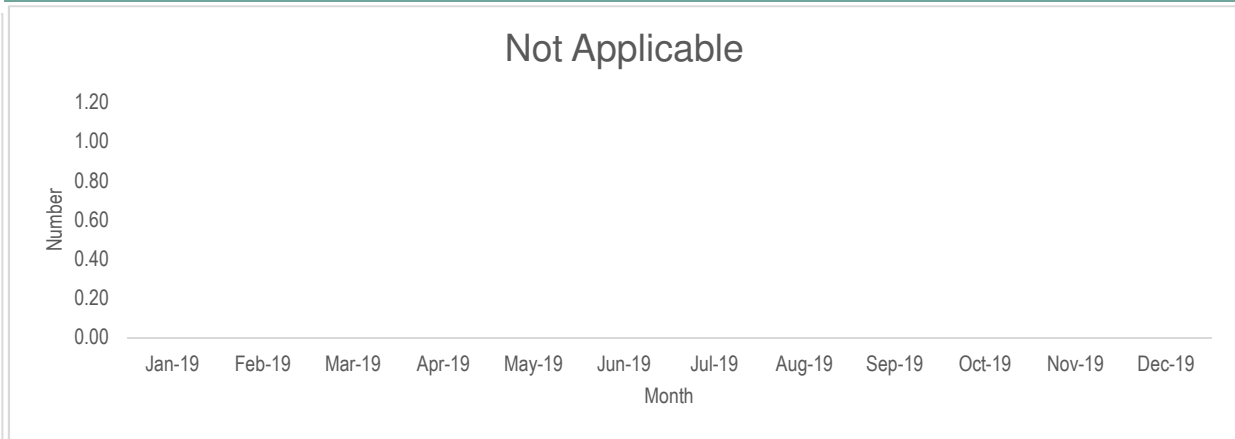 Not Applicable
1.20
1.00
0.80
0.60
0.40
0.20
0.00
Number
Jan-19 Feb-19 Mar-19 Apr-19 May-19 Jun-19 Jul-19 Aug-19 Sep-19 Oct-19 Nov-19 Dec-19
Month